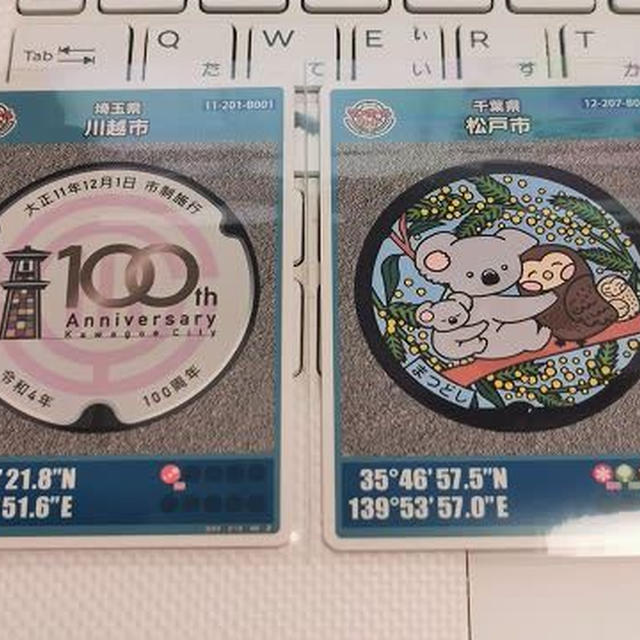 Tab
Q
た
W
て
E
ぃ
い
R
す
T
か
埼玉県
川越市
11-201-B001
大正11年12月1日 市制施行
100th
Anniversary
Kawagoe City
令和4年
100周年
21.8"N
51.6"E
千葉県
松戸市
12-207-B0
まつどし
35°46'57.5"N
139°53'57.0"E